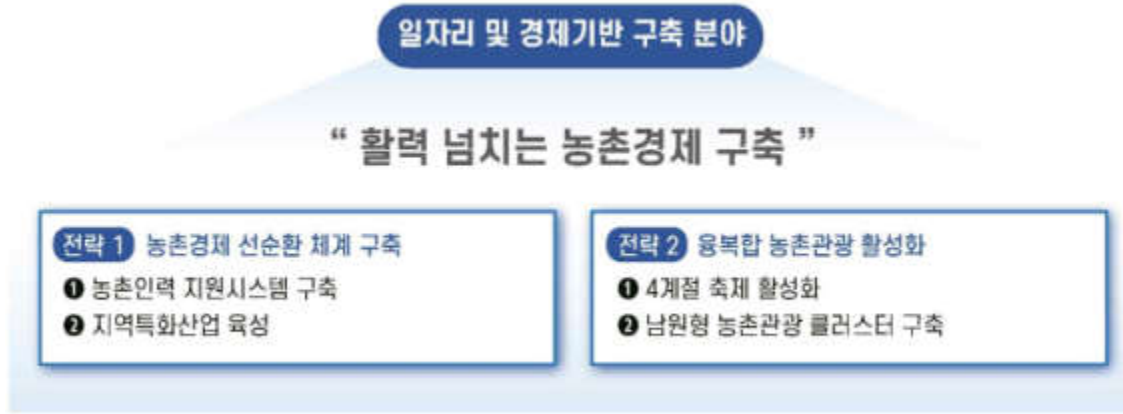 일자리 및 경제기반 구축 분야
“ 활력 넘치는 농촌경제 구축 ”
전략 1 농촌경제 선순환 체계 구축
❶ 농촌인력 지원시스템 구축
❷ 지역특화산업 육성
전략 2 융복합 농촌관광 활성화
❶ 4계절 축제 활성화
❷ 남원형 농촌관광 클러스터 구축